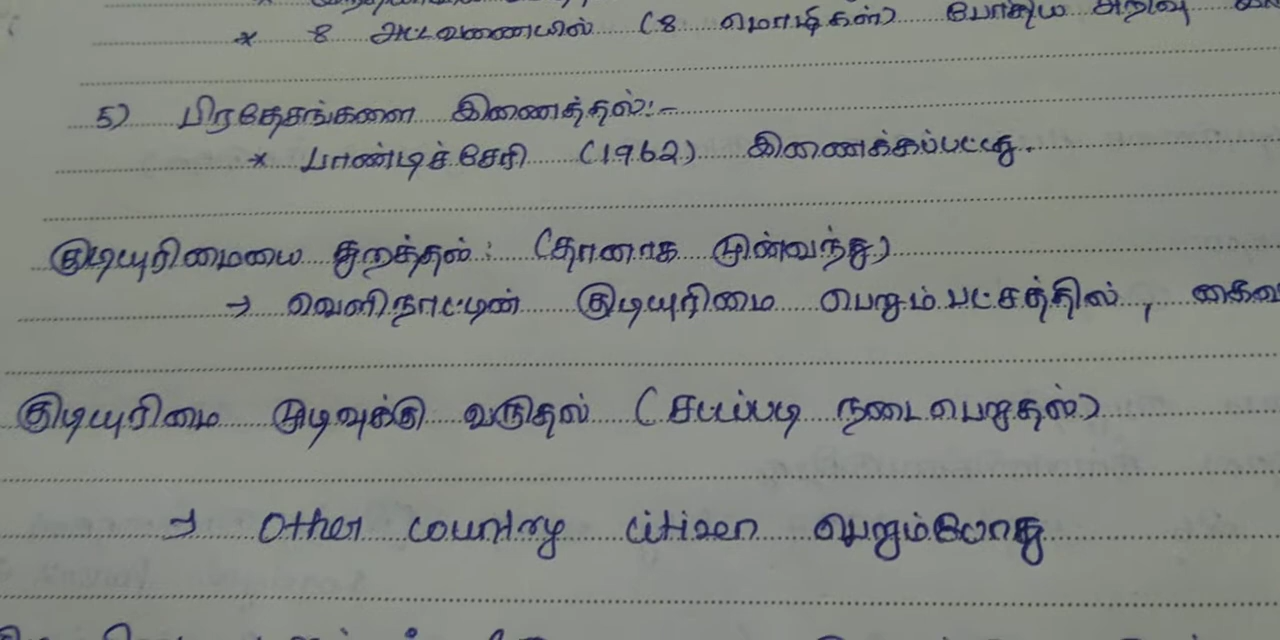 * 8 அட்டவணையில் (8 மொழிகள்) போதிய அறிவு
5) பிரதேசங்களை இணைத்தல்:-
* பாண்டிச்சேரி (1962) இணைக்கப்பட்டது.
குடியுரிமையை துறத்தல்: (தானாக முன்வந்து)
→ வெளிநாட்டின் குடியுரிமை பெறும் பட்சத்தில்,
குடியுரிமை முடிவுக்கு வருதல் (சட்டப்படி நடைபெறுதல்)
→ Other country citizen பெறும்போது